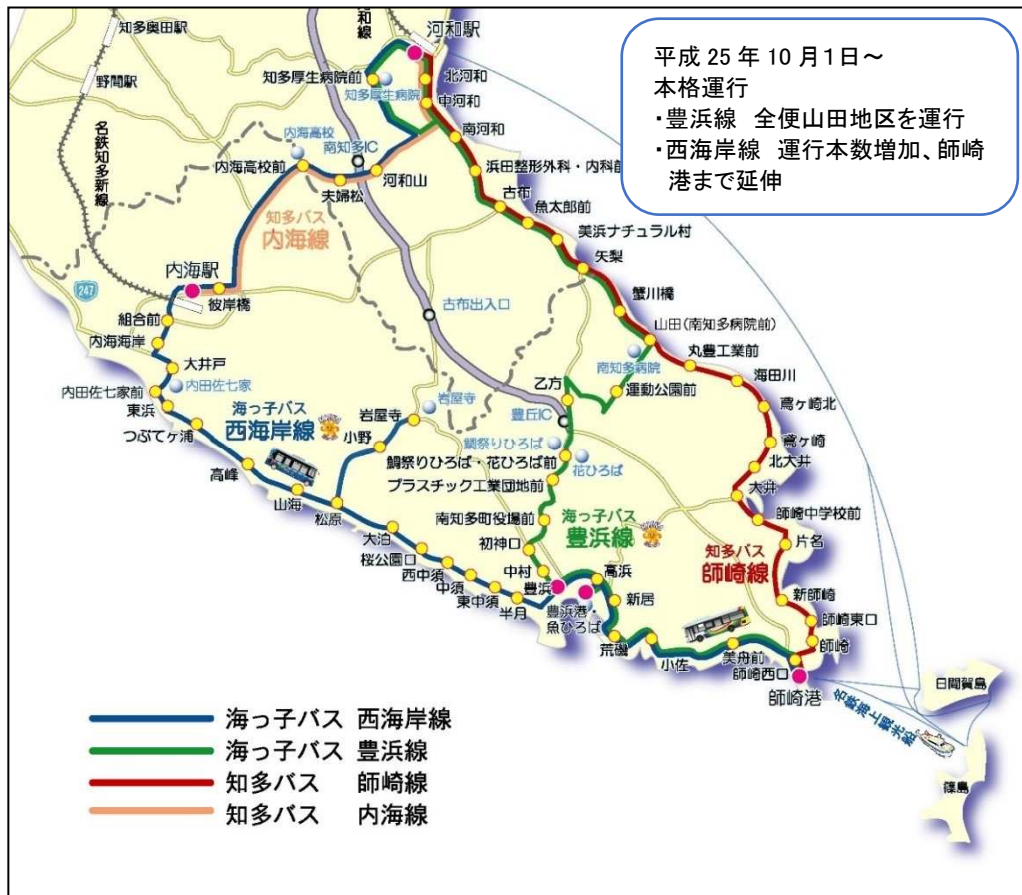 平成25年10月1日~
本格運行
・豊浜線 全便山田地区を運行
・西海岸線 運行本数増加、師崎
港まで延伸
知多奥田駅
河和線
河和駅
野間駅
知多厚生病院前
知多厚生病院
北河和
中河和
名鉄知多新線
内海高校
南知多IC
南河和
内海高校前
河和山
浜田整形外科・内科前
夫婦松
古布
魚太郎前
知多バス
内海線
美浜ナチュラル村
矢梨
内海駅
247
彼岸橋
古布出入口
蟹川橋
組合前
山田(南知多病院前)
内海海岸
丸豊工業前
大井戸
南知多病院
海田川
内田佐七家前
内田佐七家
乙方
運動公園前
東浜
海っ子バス
西海岸線
岩屋寺
岩屋寺
豊丘IC
鳶ヶ崎北
つぶてヶ浦
小野
鯛祭りひろば
鳶ヶ崎
高峰
鯛祭りひろば・花ひろば前
花ひろば
北大井
プラスチック工業団地前
山海
松原
大井
南知多町役場前
海っ子バス
豊浜線
師崎中学校前
大泊
初神口
知多バス
師崎線
片名
桜公園口
西中須
中村
高浜
中須
豊浜
東中須
新居
新師崎
半月
豊浜港・
魚ひろば
師崎東口
荒磯
師崎
小佐
美舟前
師崎西口
師崎港
日間賀島
名鉄海上観光船
篠島
海っ子バス 西海岸線
海っ子バス 豊浜線
知多バス 師崎線
知多バス 内海線